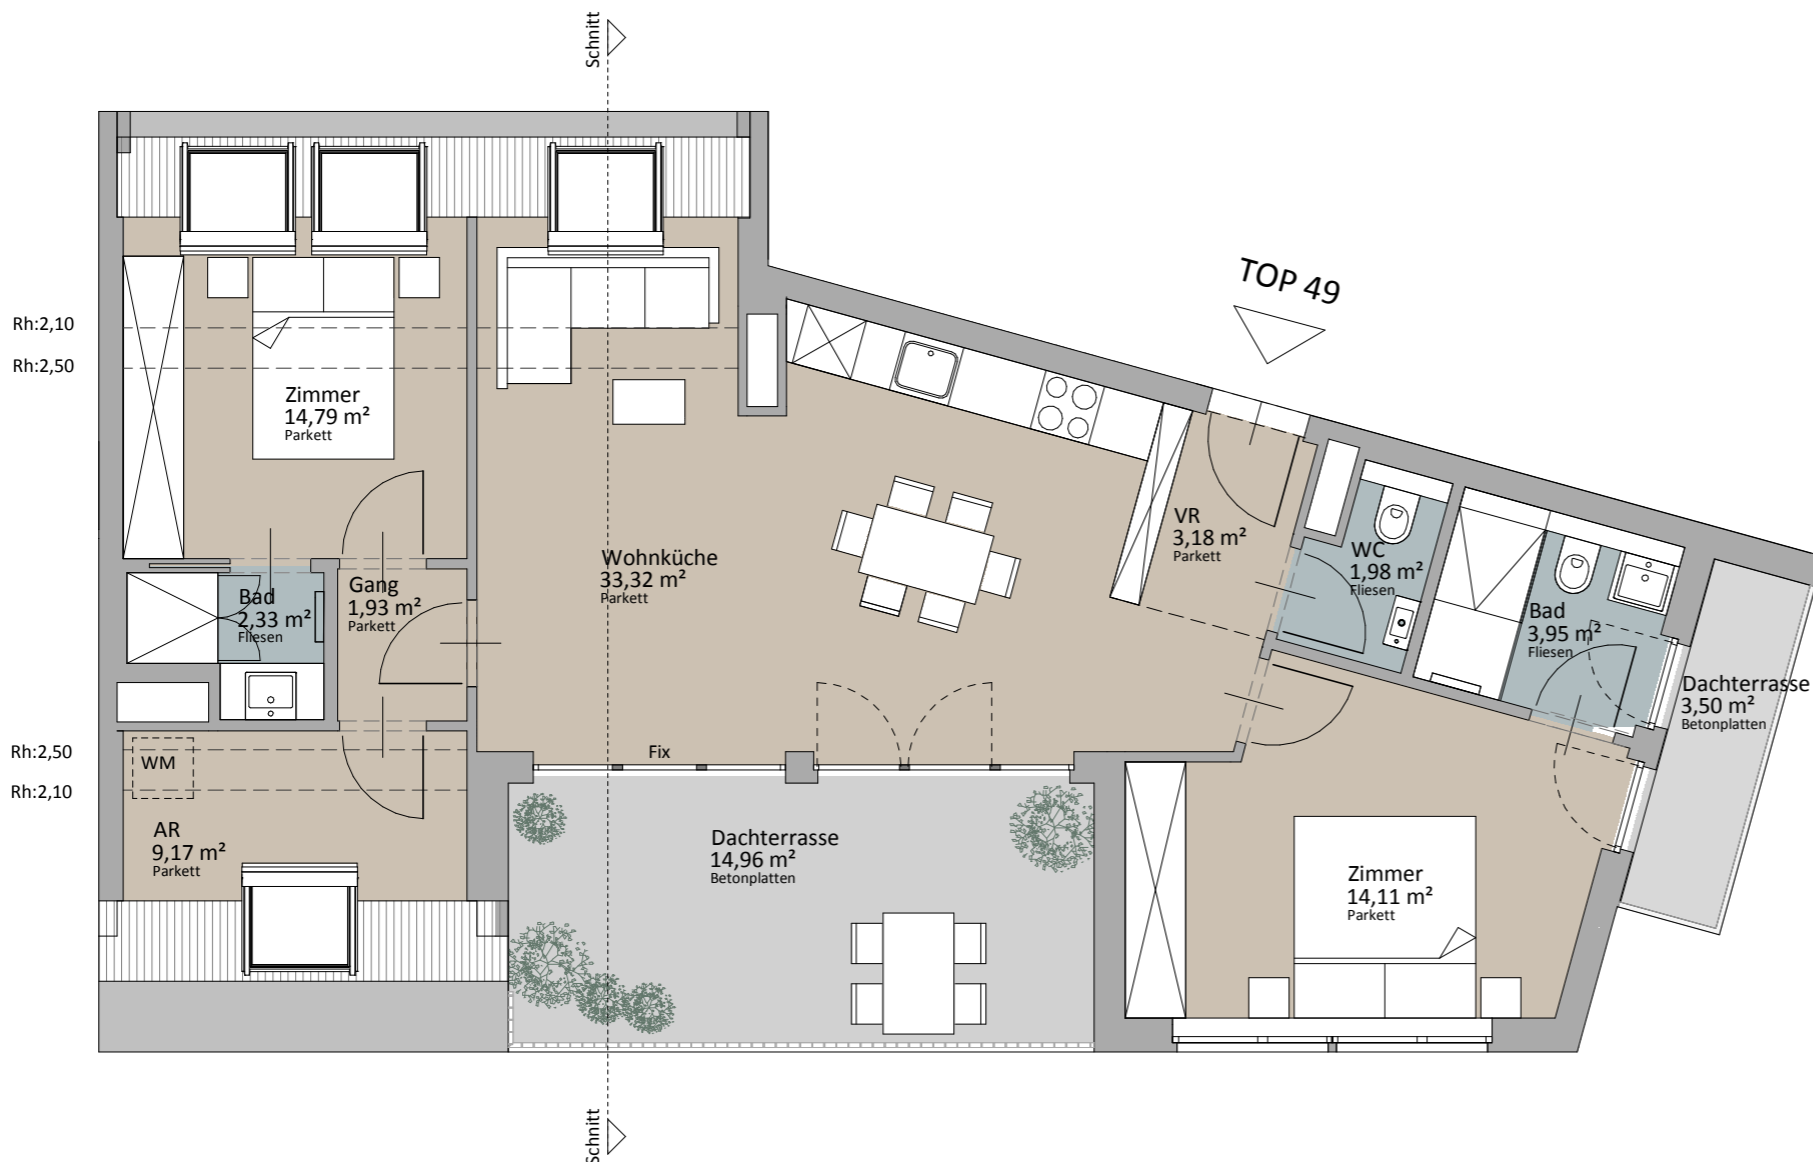 Schnitt
TOP 49
Rh:2,10
Rh:2,50
Zimmer
14,79 m²
Parkett
Wohnküche
33,32 m²
Parkett
VR
3,18 m²
Parkett
WC
1,98 m²
Fliesen
Bad
2,33 m²
Fliesen
Gang
1,93 m²
Parkett
Bad
3,95 m²
Fliesen
Dachterrasse
3,50 m²
Betonplatten
Rh:2,50
Rh:2,10
WM
Fix
AR
9,17 m²
Parkett
Dachterrasse
14,96 m²
Betonplatten
Zimmer
14,11 m²
Parkett
Schnitt